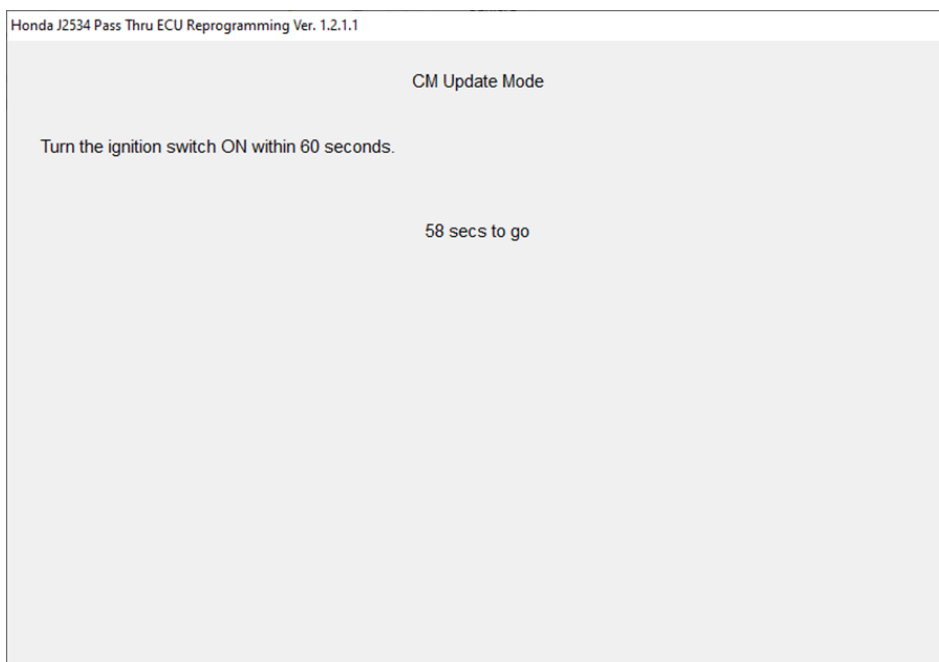 Honda J2534 Pass Thru ECU Reprogramming Ver. 1.2.1.1
CM Update Mode
Turn the ignition switch ON within 60 seconds.
58 secs to go